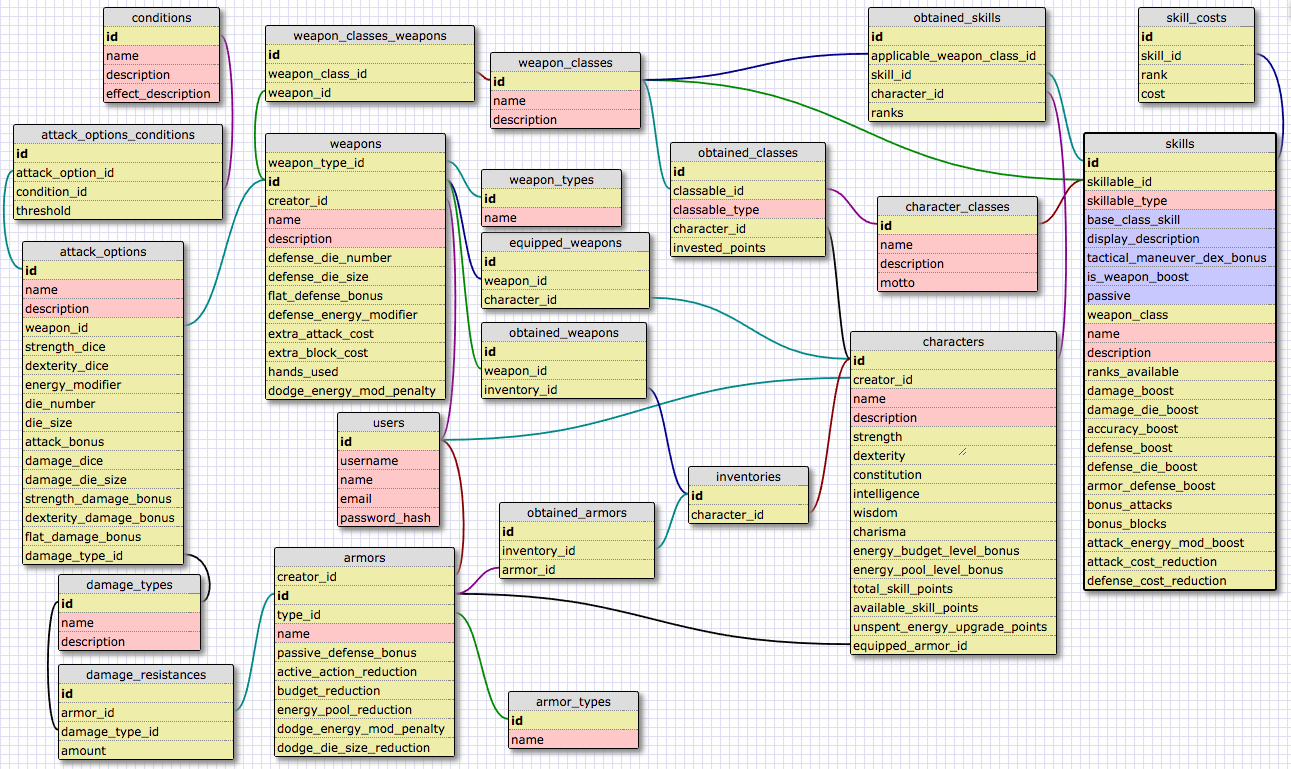 conditions
id
name
description
effect_description
attack_options_conditions
id
attack_option_id
condition_id
threshold
attack_options
id
name
description
weapon_id
strength_dice
dexterity_dice
energy_modifier
die_number
die_size
attack_bonus
damage_dice
damage_die_size
strength_damage_bonus
dexterity_damage_bonus
flat_damage_bonus
damage_type_id
damage_types
id
name
description
damage_resistances
id
armor_id
damage_type_id
amount
weapon_classes_weapons
id
weapon_class_id
weapon_id
weapons
weapon_type_id
id
creator_id
name
description
defense_die_number
defense_die_size
flat_defense_bonus
defense_energy_modifier
extra_attack_cost
extra_block_cost
hands_used
dodge_energy_mod_penalty
users
id
username
name
email
password_hash
armors
creator_id
id
type_id
name
passive_defense_bonus
active_action_reduction
budget_reduction
energy_pool_reduction
dodge_energy_mod_penalty
dodge_die_size_reduction
weapon_classes
id
name
description
weapon_types
id
name
equipped_weapons
id
weapon_id
character_id
obtained_weapons
id
weapon_id
inventory_id
obtained_armors
id
inventory_id
armor_id
armor_types
id
name
obtained_classes
id
classable_id
classable_type
character_id
invested_points
inventories
id
character_id
obtained_skills
id
applicable_weapon_class_id
skill_id
character_id
ranks
character_classes
id
name
description
motto
characters
id
creator_id
name
description
strength
dexterity
constitution
intelligence
wisdom
charisma
energy_budget_level_bonus
energy_pool_level_bonus
total_skill_points
available_skill_points
unspent_energy_upgrade_points
equipped_armor_id
skill_costs
id
skill_id
rank
cost
skills
id
skillable_id
skillable_type
base_class_skill
display_description
tactical_maneuver_dex_bonus
is_weapon_boost
passive
weapon_class
name
description
ranks_available
damage_boost
damage_die_boost
accuracy_boost
defense_boost
defense_die_boost
armor_defense_boost
bonus_attacks
bonus_blocks
attack_energy_mod_boost
attack_cost_reduction
defense_cost_reduction